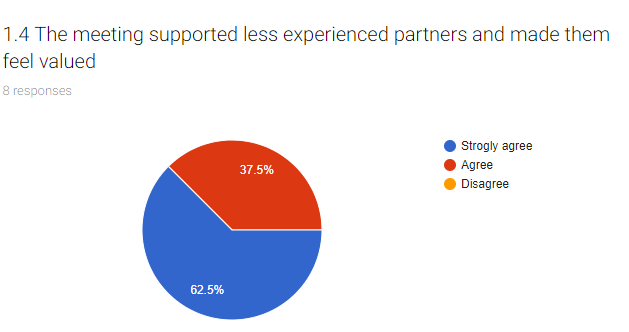 1.4 The meeting supported less experienced partners and made them
feel valued
8 responses
37.5%
62.5%
Strogly agree
Agree
Disagree